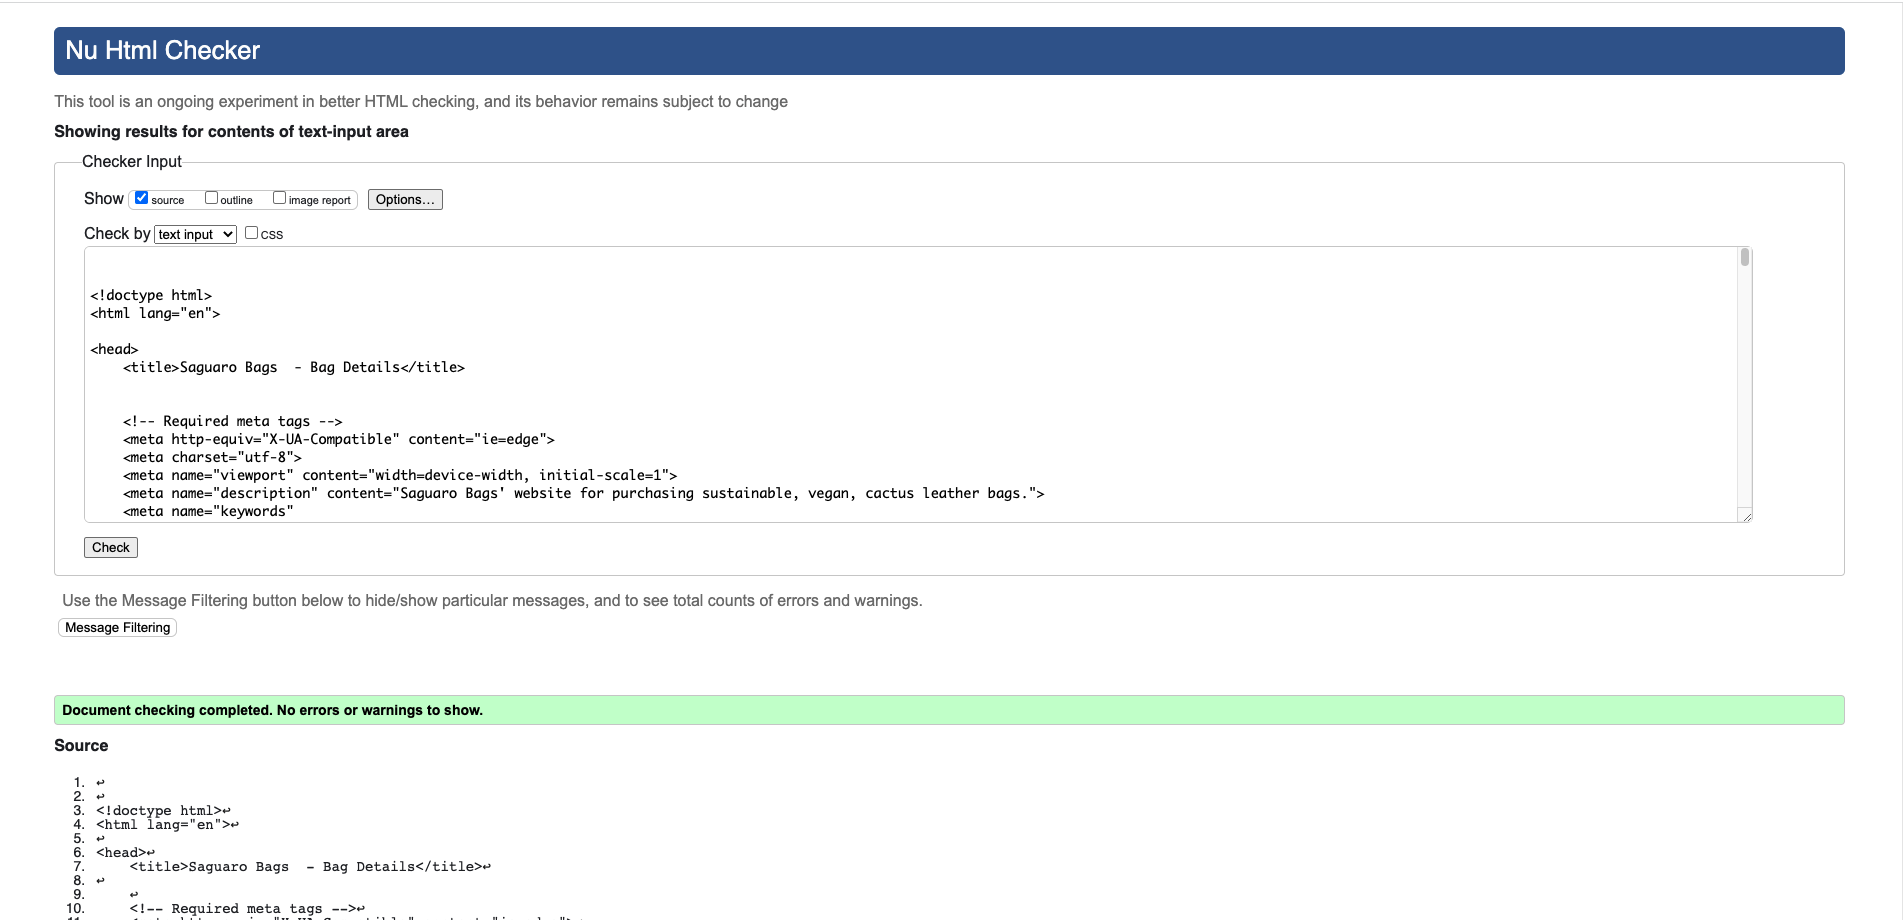 Nu Html Checker
This tool is an ongoing experiment in better HTML checking, and its behavior remains subject to change
Showing results for contents of text-input area
Checker Input
Show source outline image report Options...
Check by text input css
<!doctype html>
<html lang="en">
<head>
    <title>Saguaro Bags  - Bag Details</title>
    <!-- Required meta tags -->
    <meta http-equiv="X-UA-Compatible" content="ie=edge">
    <meta charset="utf-8">
    <meta name="viewport" content="width=device-width, initial-scale=1">
    <meta name="description" content="Saguaro Bags' website for purchasing sustainable, vegan, cactus leather bags.">
    <meta name="keywords"
Check
Use the Message Filtering button below to hide/show particular messages, and to see total counts of errors and warnings.
Message Filtering
Document checking completed. No errors or warnings to show.
Source
1. ↩
2. ↩
3. <!doctype html>↩
4. <html lang="en">↩
5. ↩
6. <head>↩
7.     <title>Saguaro Bags  - Bag Details</title>↩
8. ↩
9.     ↩
10.     <!-- Required meta tags -->↩